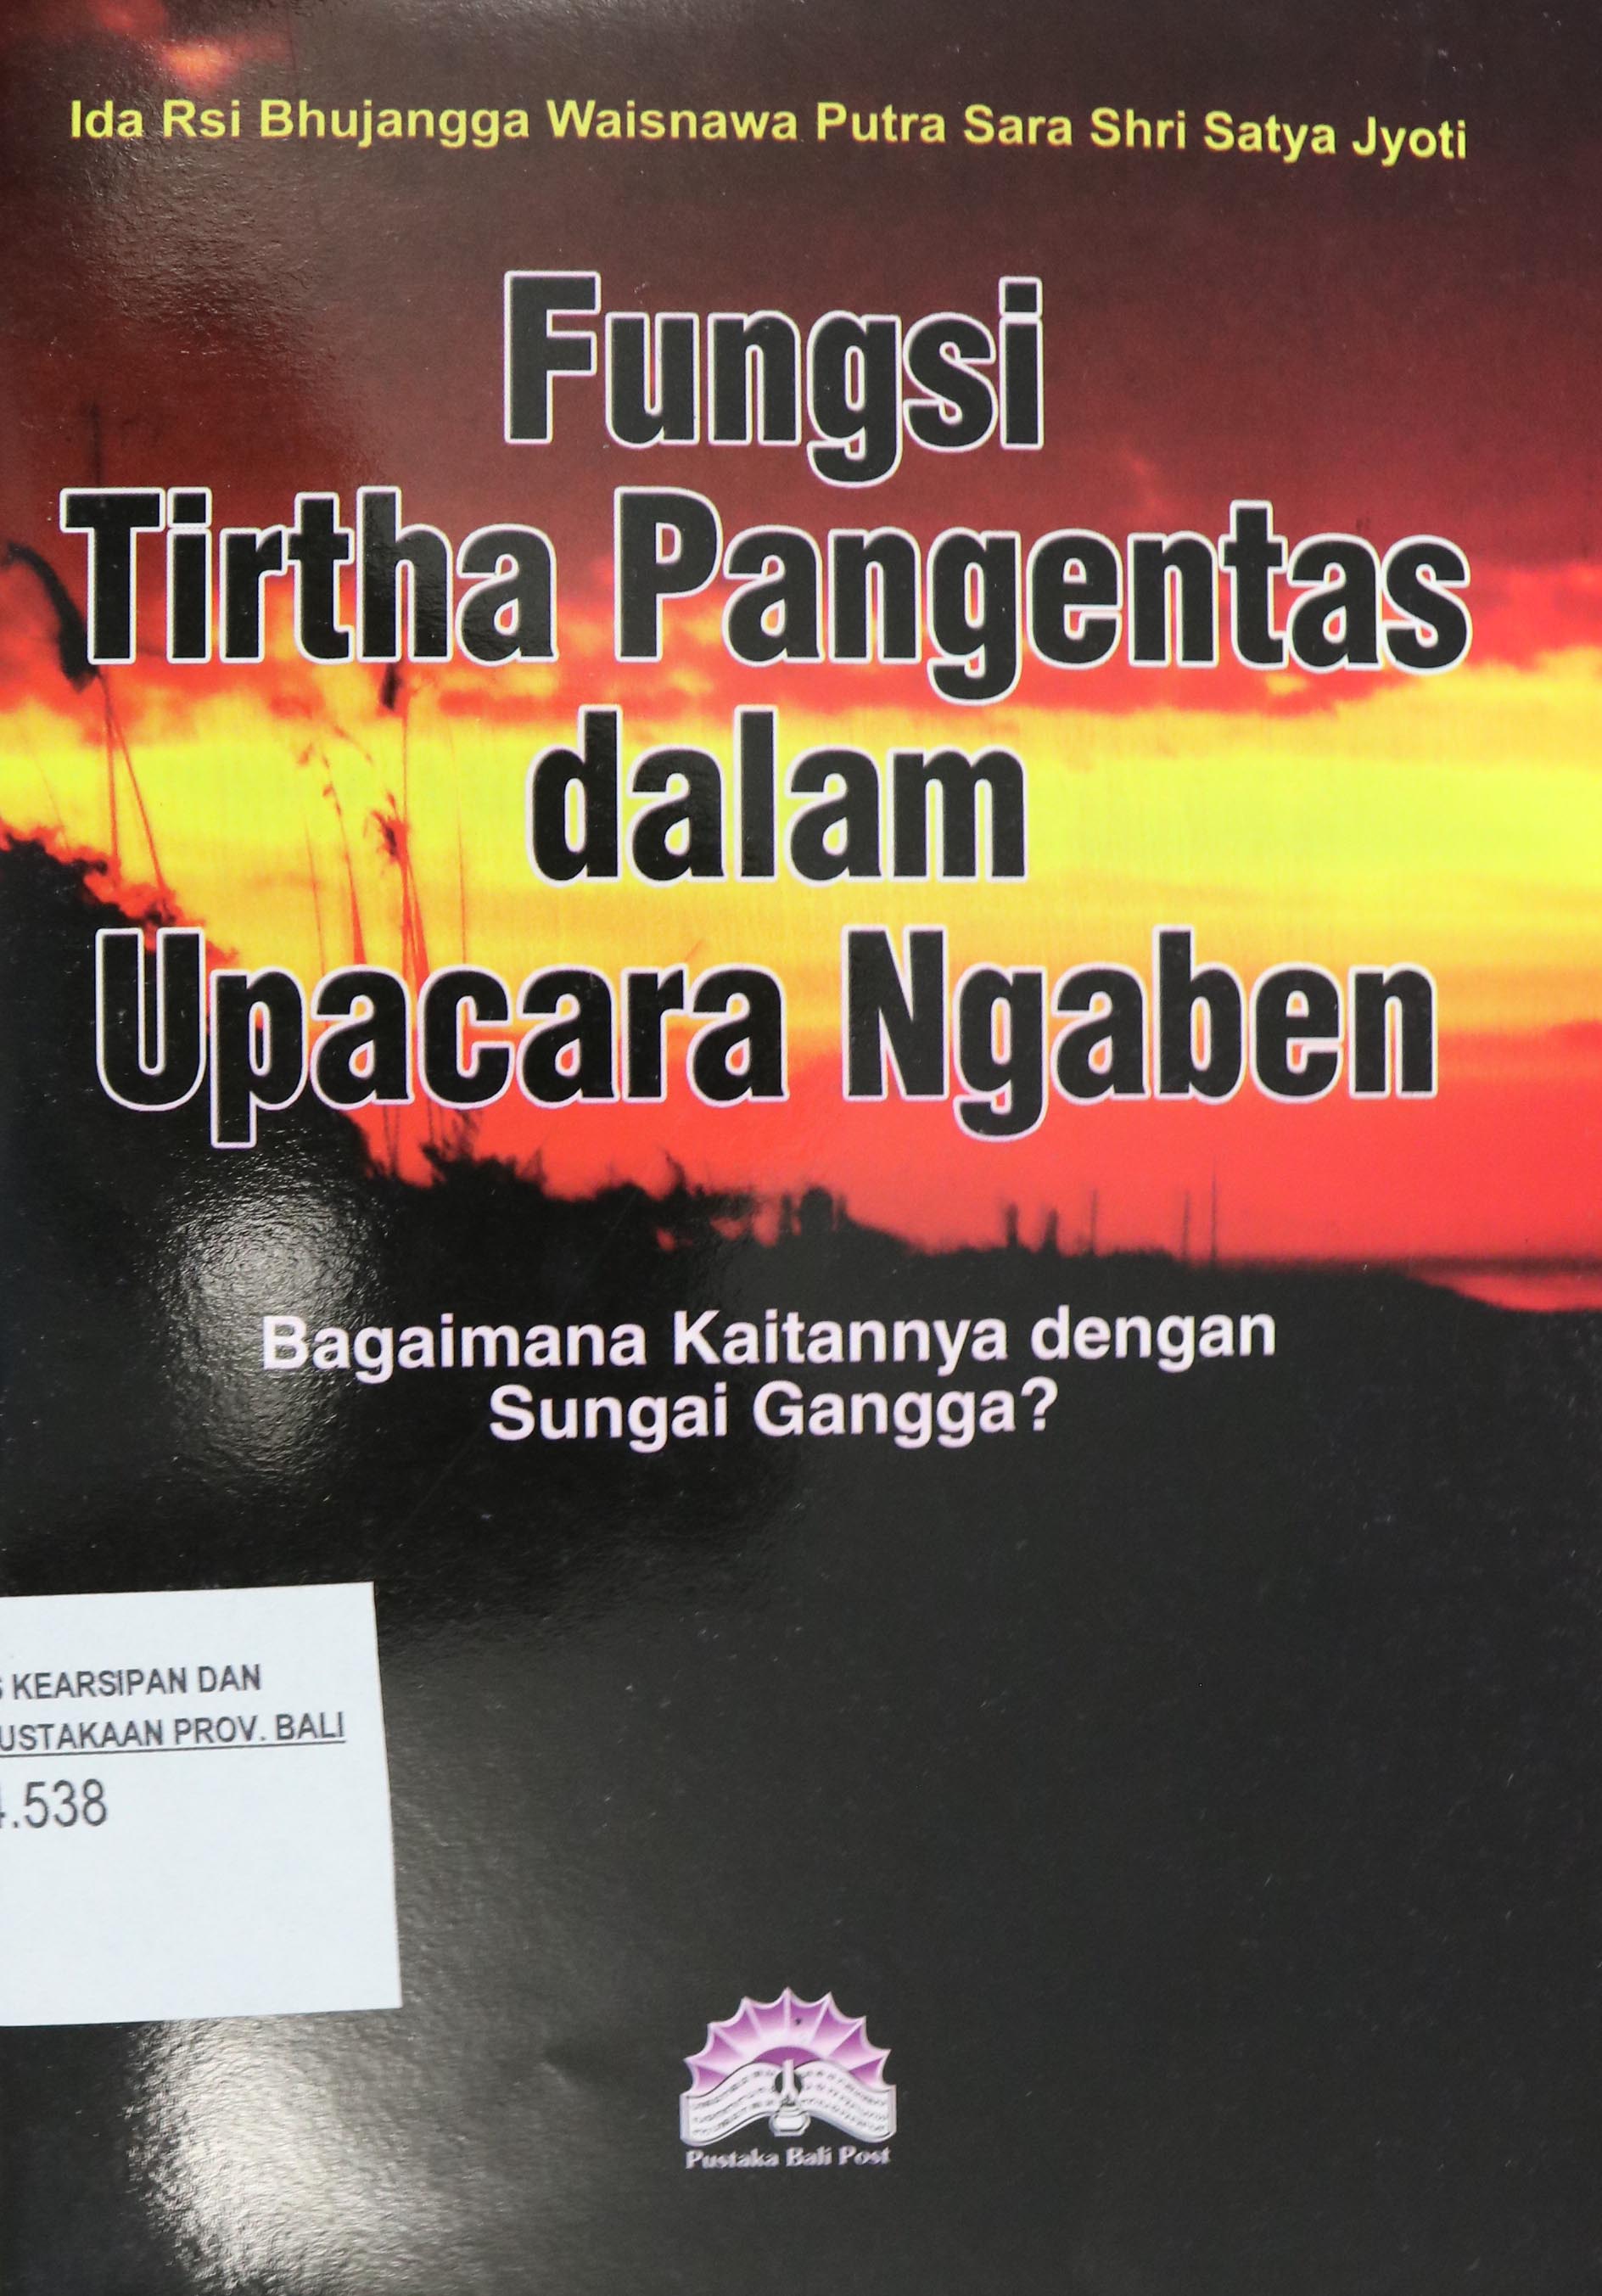 Ida Rsi Bhujangga Waisnawa Putra Sara Shri Satya Jyoti
Fungsi
Tirtha Pangentas
dalam
Upacara Ngaben
Bagaimana Kaitannya dengan
Sungai Gangga?
KEARSIPAN DAN
USTAKAAN PROV. BALI
.538
Pustaka Bali Post